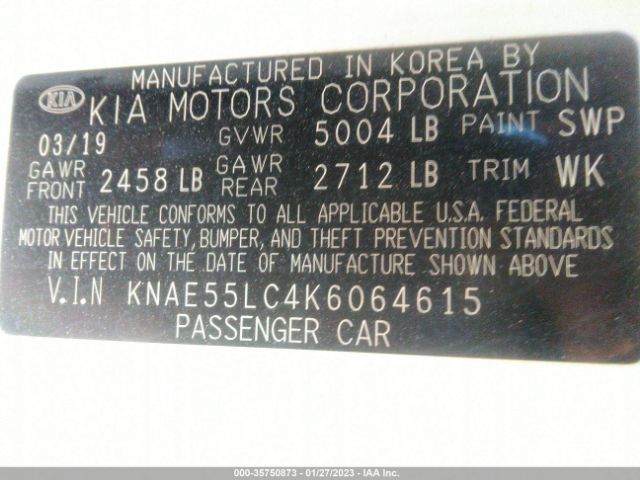 MANUFACTURED IN KOREA BY
KIA KIA MOTORS CORPORATION
03/19 GVWR 5004 LB PAINT SWP
GAWR FRONT 2458 LB GAWR REAR 2712 LB TRIM WK
THIS VEHICLE CONFORMS TO ALL APPLICABLE U.S.A. FEDERAL
MOTOR VEHICLE SAFETY, BUMPER, AND THEFT PREVENTION STANDARDS
IN EFFECT ON THE DATE OF MANUFACTURE SHOWN ABOVE
V.I.N KNAE55LC4K6064615
PASSENGER CAR
000-35750873 - 01/27/2023 - IAA Inc.